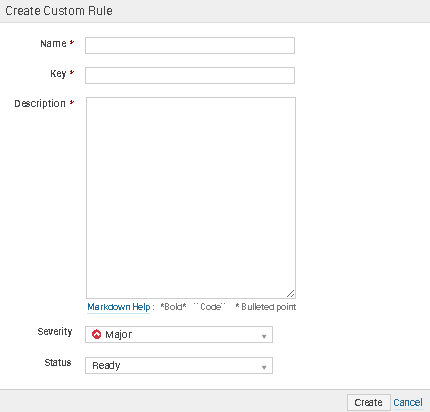 Create Custom Rule
Name *
Key *
Description *
Markdown Help : *Bold* ``Code`` * Bulleted point
Severity Major
Status Ready
Create Cancel